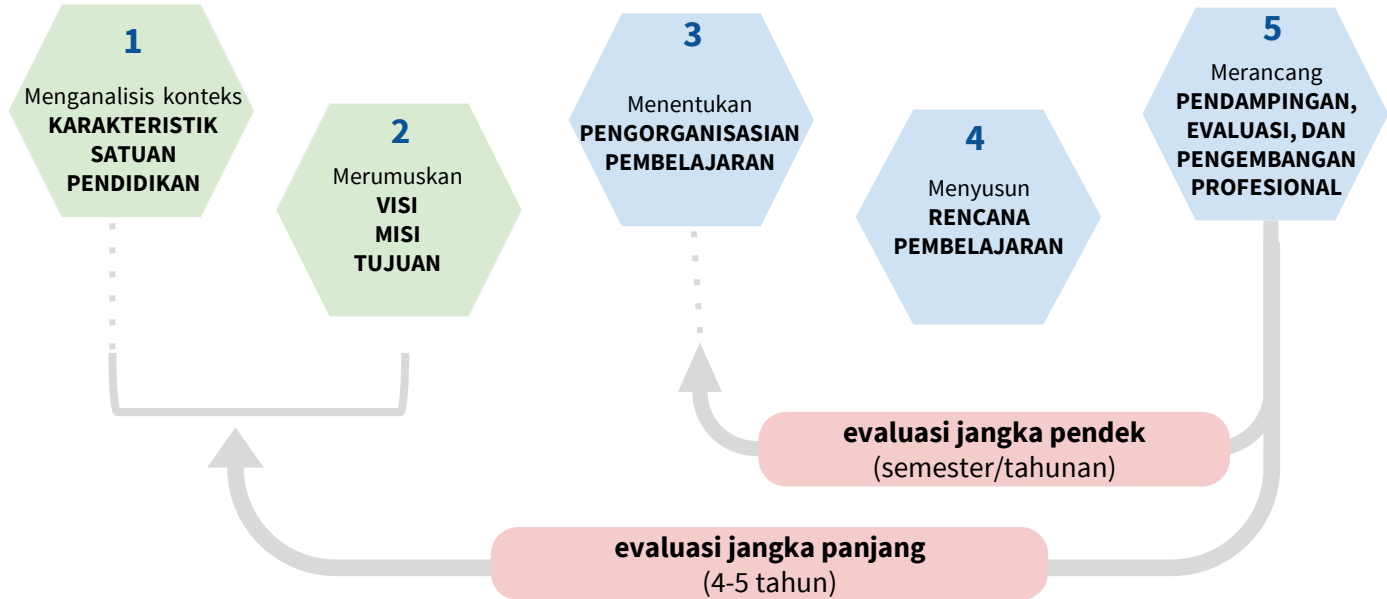 1
Menganalisis konteks
KARAKTERISTIK
SATUAN
PENDIDIKAN
2
Merumuskan
VISI
MISI
TUJUAN
3
Menentukan
PENGORGANISASIAN
PEMBELAJARAN
4
Menyusun
RENCANA
PEMBELAJARAN
5
Merancang
PENDAMPINGAN,
EVALUASI, DAN
PENGEMBANGAN
PROFESIONAL
evaluasi jangka pendek
(semester/tahunan)
evaluasi jangka panjang
(4-5 tahun)